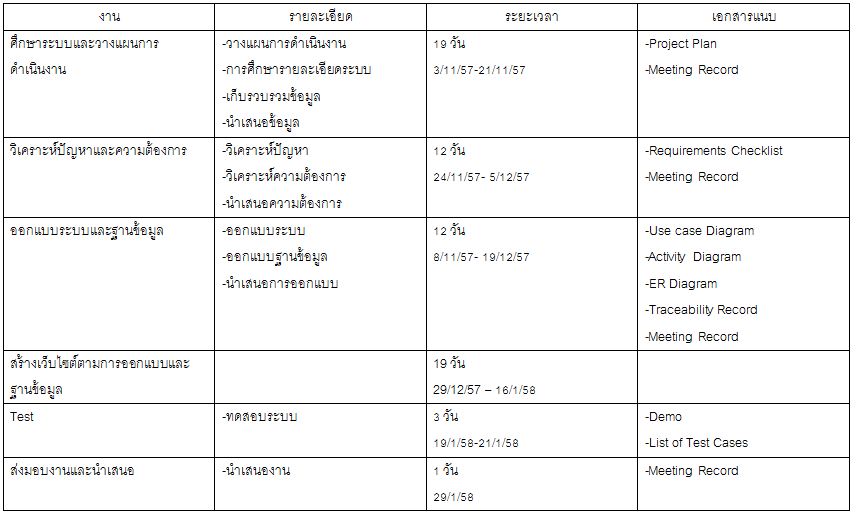 งาน รายละเอียด ระยะเวลา เอกสารแนบ
ศึกษาระบบและวางแผนการ
ดำเนินงาน
-วางแผนการดำเนินงาน
-การศึกษารายละเอียดระบบ
-เก็บรวบรวมข้อมูล
-นำเสนอข้อมูล
19 วัน
3/11/57-21/11/57
-Project Plan
-Meeting Record
วิเคราะห์ปัญหาและความต้องการ
-วิเคราะห์ปัญหา
-วิเคราะห์ความต้องการ
-นำเสนอความต้องการ
12 วัน
24/11/57- 5/12/57
-Requirements Checklist
-Meeting Record
ออกแบบระบบและฐานข้อมูล
-ออกแบบระบบ
-ออกแบบฐานข้อมูล
-นำเสนอการออกแบบ
12 วัน
8/11/57- 19/12/57
-Use case Diagram
-Activity Diagram
-ER Diagram
-Traceability Record
-Meeting Record
สร้างเว็บไซต์ตามการออกแบบและ
ฐานข้อมูล
19 วัน
29/12/57 – 16/1/58
Test
-ทดสอบระบบ
3 วัน
19/1/58-21/1/58
-Demo
-List of Test Cases
ส่งมอบงานและนำเสนอ
-นำเสนองาน
1 วัน
29/1/58
-Meeting Record